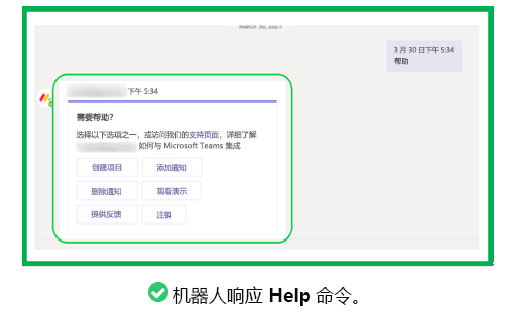 3 月 30 日下午 5:34
帮助
下午 5:34
需要帮助？
选择以下选项之一，或访问我们的支持页面，详细了解
如何与 Microsoft Teams 集成
创建项目
添加通知
删除通知
观看演示
提供反馈
注销
机器人响应 Help 命令。